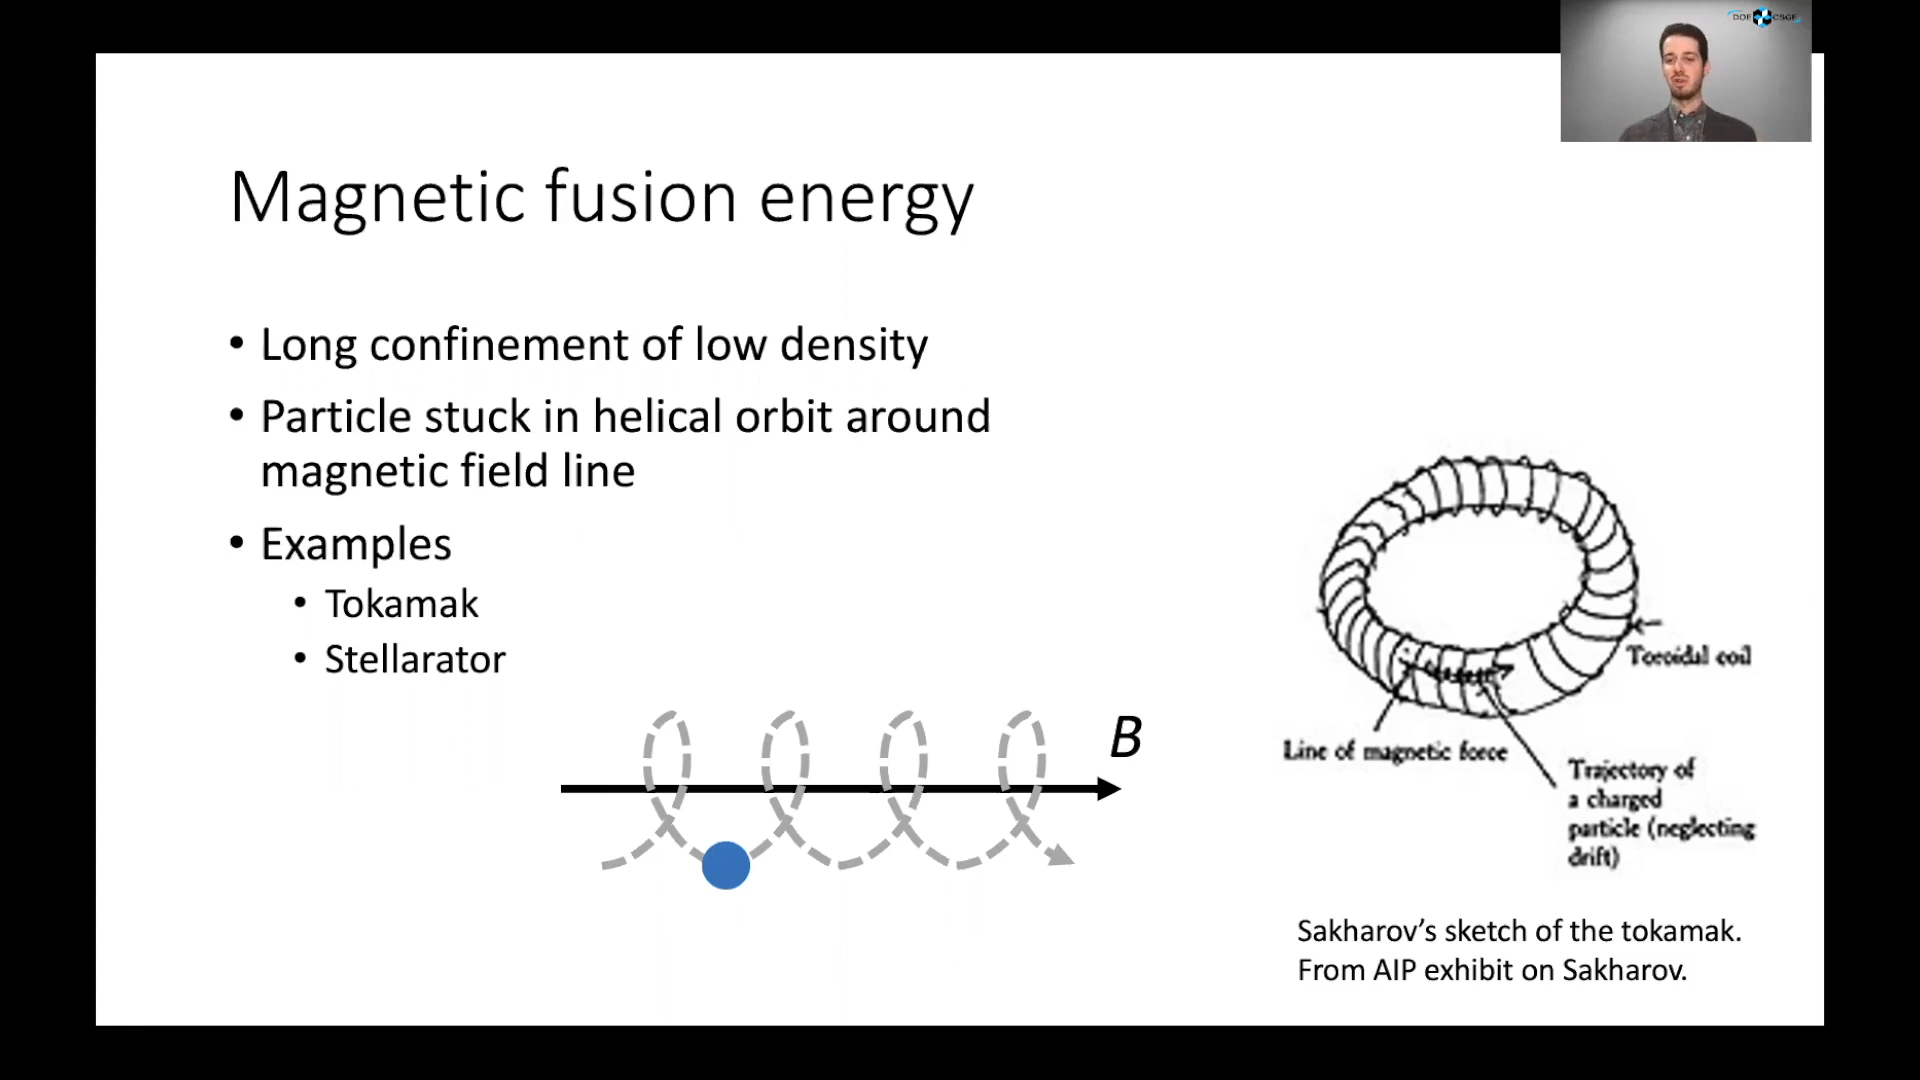 DOE CSGF
Magnetic fusion energy
• Long confinement of low density
• Particle stuck in helical orbit around
magnetic field line
• Examples
• Tokamak
• Stellarator
B
Toroidal coil
Line of magnetic force
Trajectory of
a charged
particle (neglecting
drift)
Sakharov’s sketch of the tokamak.
From AIP exhibit on Sakharov.